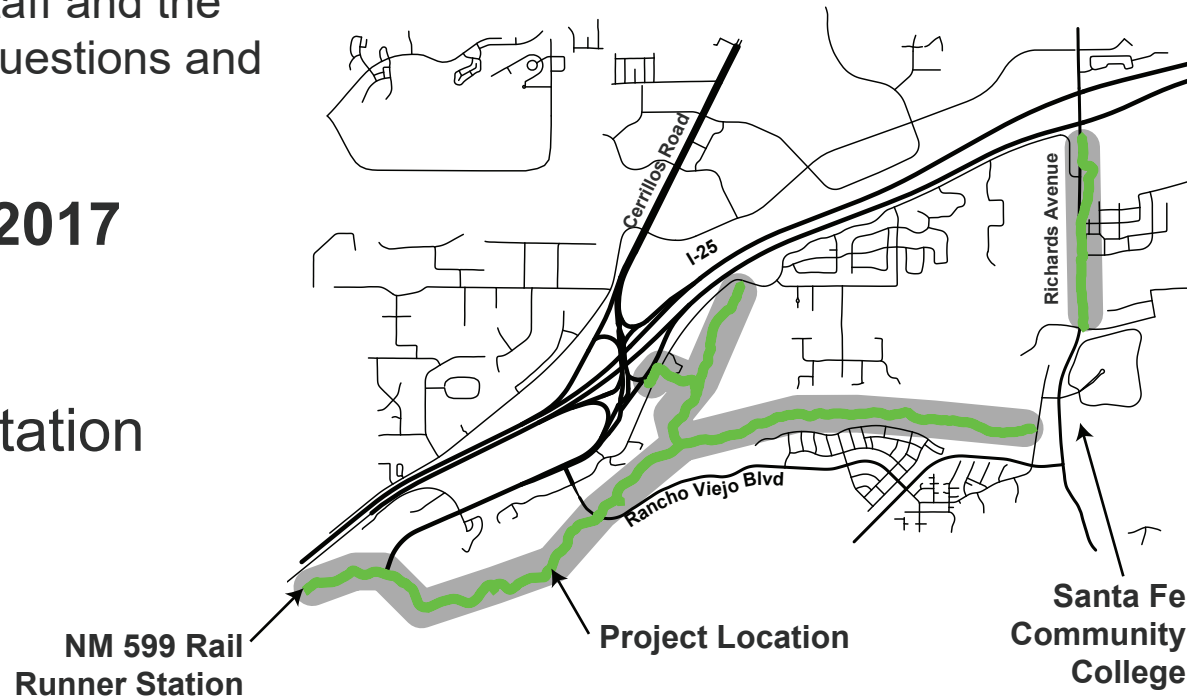 and the
uestions and
2017
tation
Cerrillos Road
I-25
Richards Avenue
Rancho Viejo Blvd
NM 599 Rail
Runner Station
Project Location
Santa Fe
Community
College